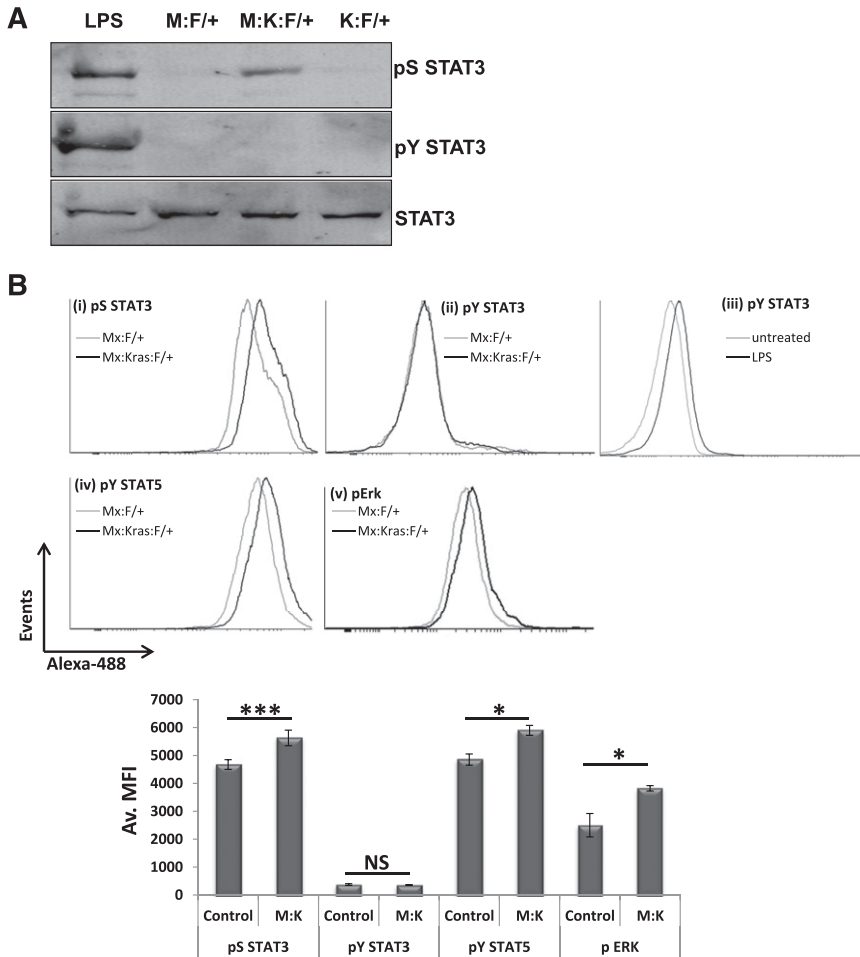 A
LPS M:F/+ M:K:F/+ K:F/+
pS STAT3
pY STAT3
STAT3
B
(i) pS STAT3
Mx:F/+
Mx:Kras:F/+
(ii) pY STAT3
Mx:F/+
Mx:Kras:F/+
(iii) pY STAT3
untreated
LPS
(iv) pY STAT5
Mx:F/+
Mx:Kras:F/+
(v) pErk
Mx:F/+
Mx:Kras:F/+
Events
Alexa-488
Av. MFI
7000
6000
5000
4000
3000
2000
1000
0
***
NS
*
*
Control M:K Control M:K Control M:K Control M:K
pS STAT3 pY STAT3 pY STAT5 p ERK